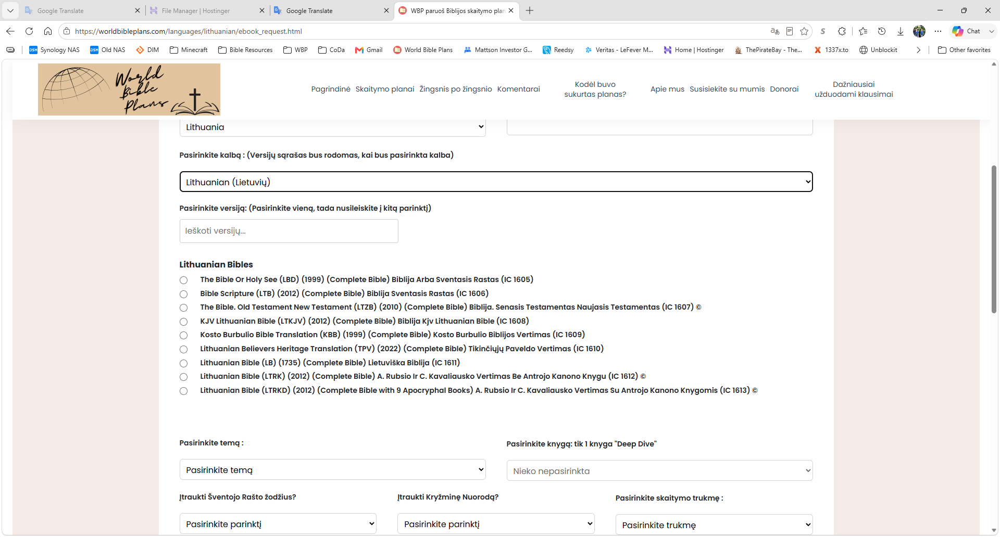 Google Translate
File Manager | Hostinger
Google Translate
WBP paruoš Biblijos skaitymo plan
https://worldbibleplans.com/languages/lithuanian/ebook_request.html
Chat
Synology NAS
Old NAS
DIM
Minecraft
Bible Resources
WBP
CoDa
Gmail
World Bible Plans
Mattson Investor G...
Reedsy
Veritas - LeFever M...
Home | Hostinger
ThePirateBay - The...
1337x.to
Unblockit
Other favorites
World
Bible
Plans
Pagrindinė
Skaitymo planai
Žingsnis po žingsnio
Komentarai
Kodėl buvo
sukurtas planas?
Apie mus
Susisiekite su mumis
Donorai
Dažniausiai
užduodami klausimai
Lithuania
Pasirinkite kalbą : (Versijų sąrašas bus rodomas, kai bus pasirinkta kalba)
Lithuanian (Lietuvių)
Pasirinkite versiją: (Pasirinkite vieną, tada nusileiskite į kitą parinktį)
Ieškoti versijų...
Lithuanian Bibles
The Bible Or Holy See (LBD) (1999) (Complete Bible) Biblija Arba Sventasis Rastas (IC 1605)
Bible Scripture (LTB) (2012) (Complete Bible) Biblija Sventasis Rastas (IC 1606)
The Bible. Old Testament New Testament (LTZB) (2010) (Complete Bible) Biblija. Senasis Testamentas Naujasis Testamentas (IC 1607) ©
KJV Lithuanian Bible (LTKJV) (2012) (Complete Bible) Biblija Kjv Lithuanian Bible (IC 1608)
Kosto Burbulio Bible Translation (KBB) (1999) (Complete Bible) Kosto Burbulio Biblijos Vertimas (IC 1609)
Lithuanian Believers Heritage Translation (TPV) (2022) (Complete Bible) Tikinčiųjų Paveldo Vertimas (IC 1610)
Lithuanian Bible (LB) (1735) (Complete Bible) Lietuviška Biblija (IC 1611)
Lithuanian Bible (LTRK) (2012) (Complete Bible) A. Rubsio Ir C. Kavaliausko Vertimas Be Antrojo Kanono Knygu (IC 1612) ©
Lithuanian Bible (LTRKD) (2012) (Complete Bible with 9 Apocryphal Books) A. Rubsio Ir C. Kavaliausko Vertimas Su Antrojo Kanono Knygomis (IC 1613) ©
Pasirinkite temą :
Pasirinkite knygą: tik 1 knyga "Deep Dive"
Pasirinkite temą
Nieko nepasirinkta
Įtraukti Šventojo Rašto žodžius?
Įtraukti Kryžminę Nuorodą?
Pasirinkite skaitymo trukmę :
Pasirinkite parinktį
Pasirinkite parinktį
Pasirinkite trukmę